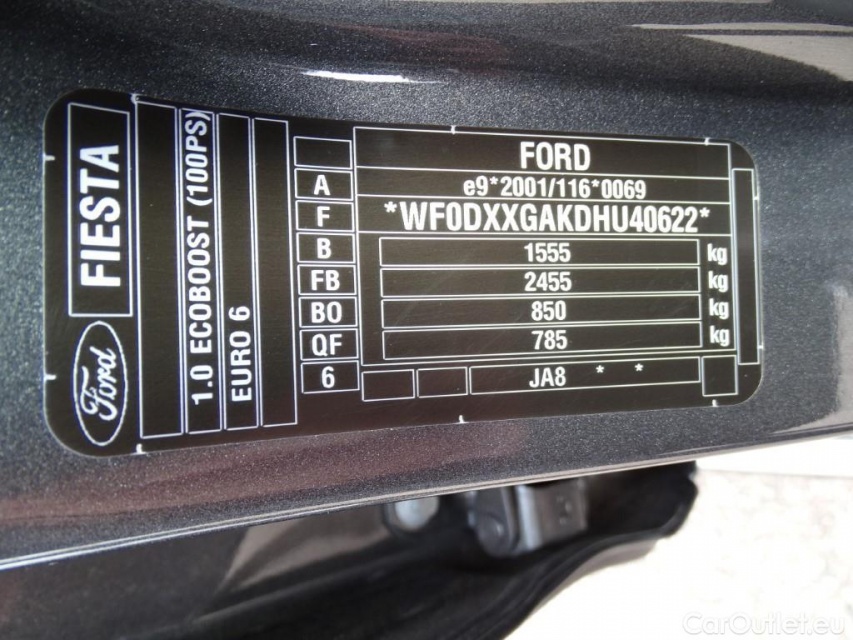 FIESTA
Ford
1.0 ECOBOOST (100PS)
EURO 6
FORD
A e9*2001/116*0069
F *WF0DXXGAKDHU40622*
B 1555 kg
FB 2455 kg
BO 850 kg
QF 785 kg
6 JA8 * *
CarOutlet.eu